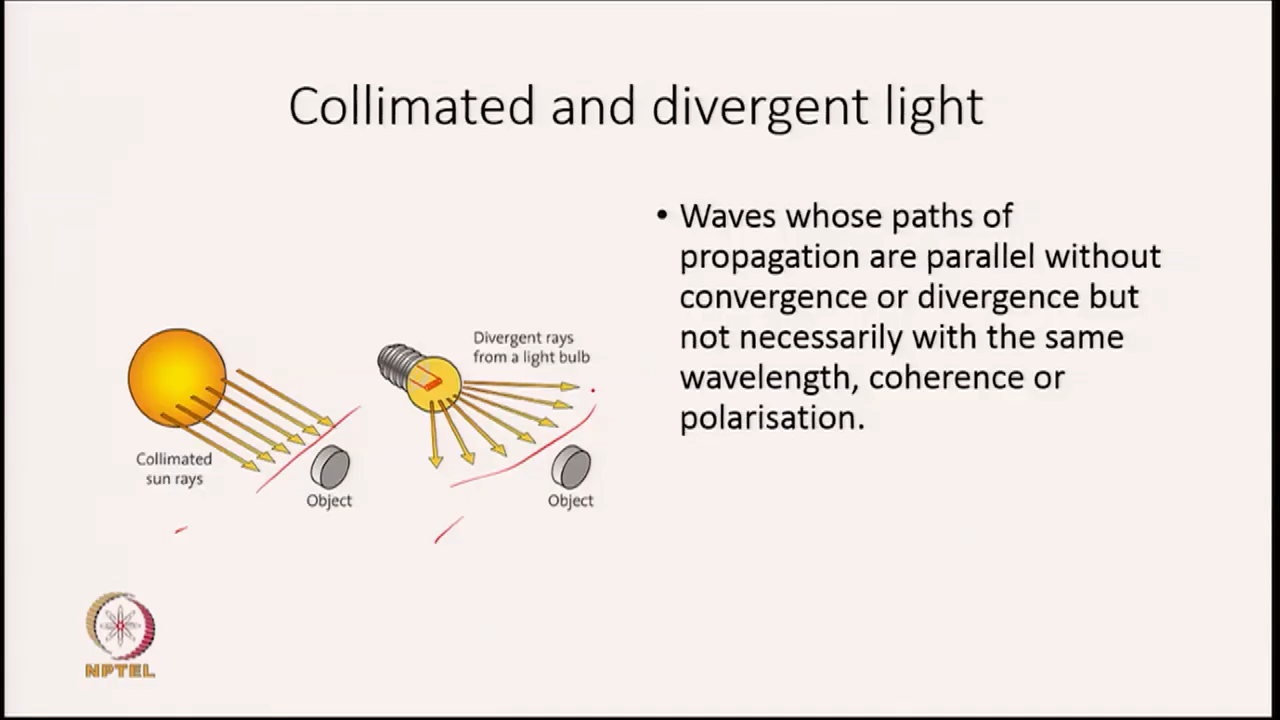 Collimated and divergent light
• Waves whose paths of
propagation are parallel without
convergence or divergence but
not necessarily with the same
wavelength, coherence or
polarisation.
Divergent rays
from a light bulb
Collimated
sun rays
Object
Object
NPTEL